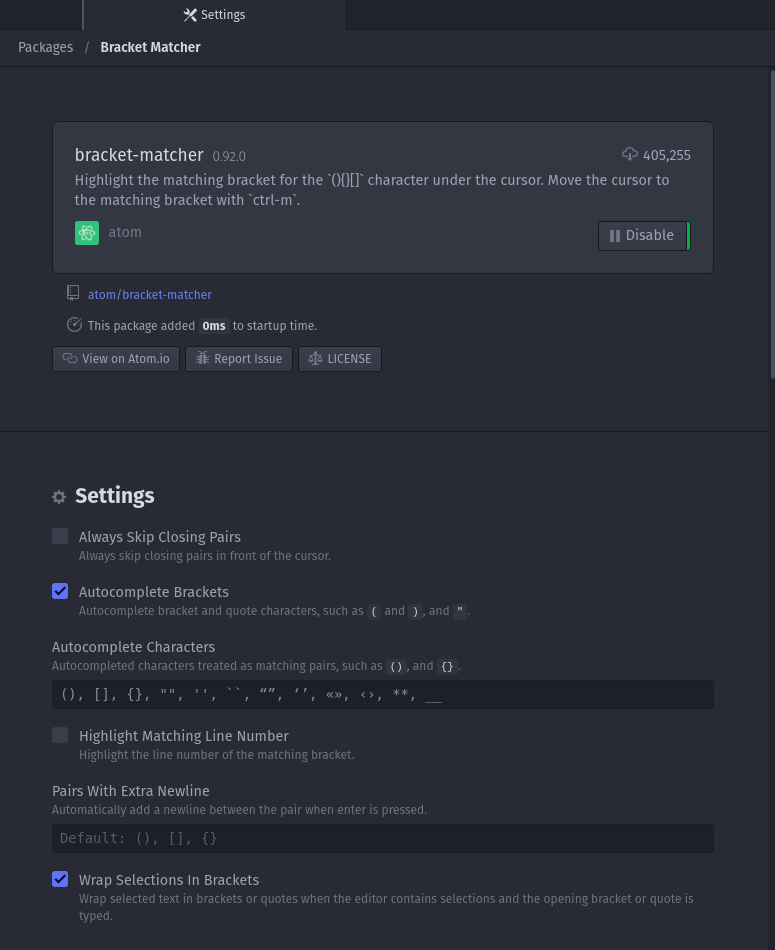 Settings
Packages / Bracket Matcher
bracket-matcher 0.92.0 405,255
Highlight the matching bracket for the `(){}[]` character under the cursor. Move the cursor to
the matching bracket with `ctrl-m`.
atom Disable
atom/bracket-matcher
This package added 0ms to startup time.
View on Atom.io Report Issue LICENSE
Settings
Always Skip Closing Pairs
Always skip closing pairs in front of the cursor.
Autocomplete Brackets
Autocomplete bracket and quote characters, such as ( and ), and ".
Autocomplete Characters
Autocompleted characters treated as matching pairs, such as (), and {}.
(), [], {}, "", '', ``, “”, ‘’, «», ‹›, **, __
Highlight Matching Line Number
Highlight the line number of the matching bracket.
Pairs With Extra Newline
Automatically add a newline between the pair when enter is pressed.
Default: (), [], {}
Wrap Selections In Brackets
Wrap selected text in brackets or quotes when the editor contains selections and the opening bracket or quote is
typed.